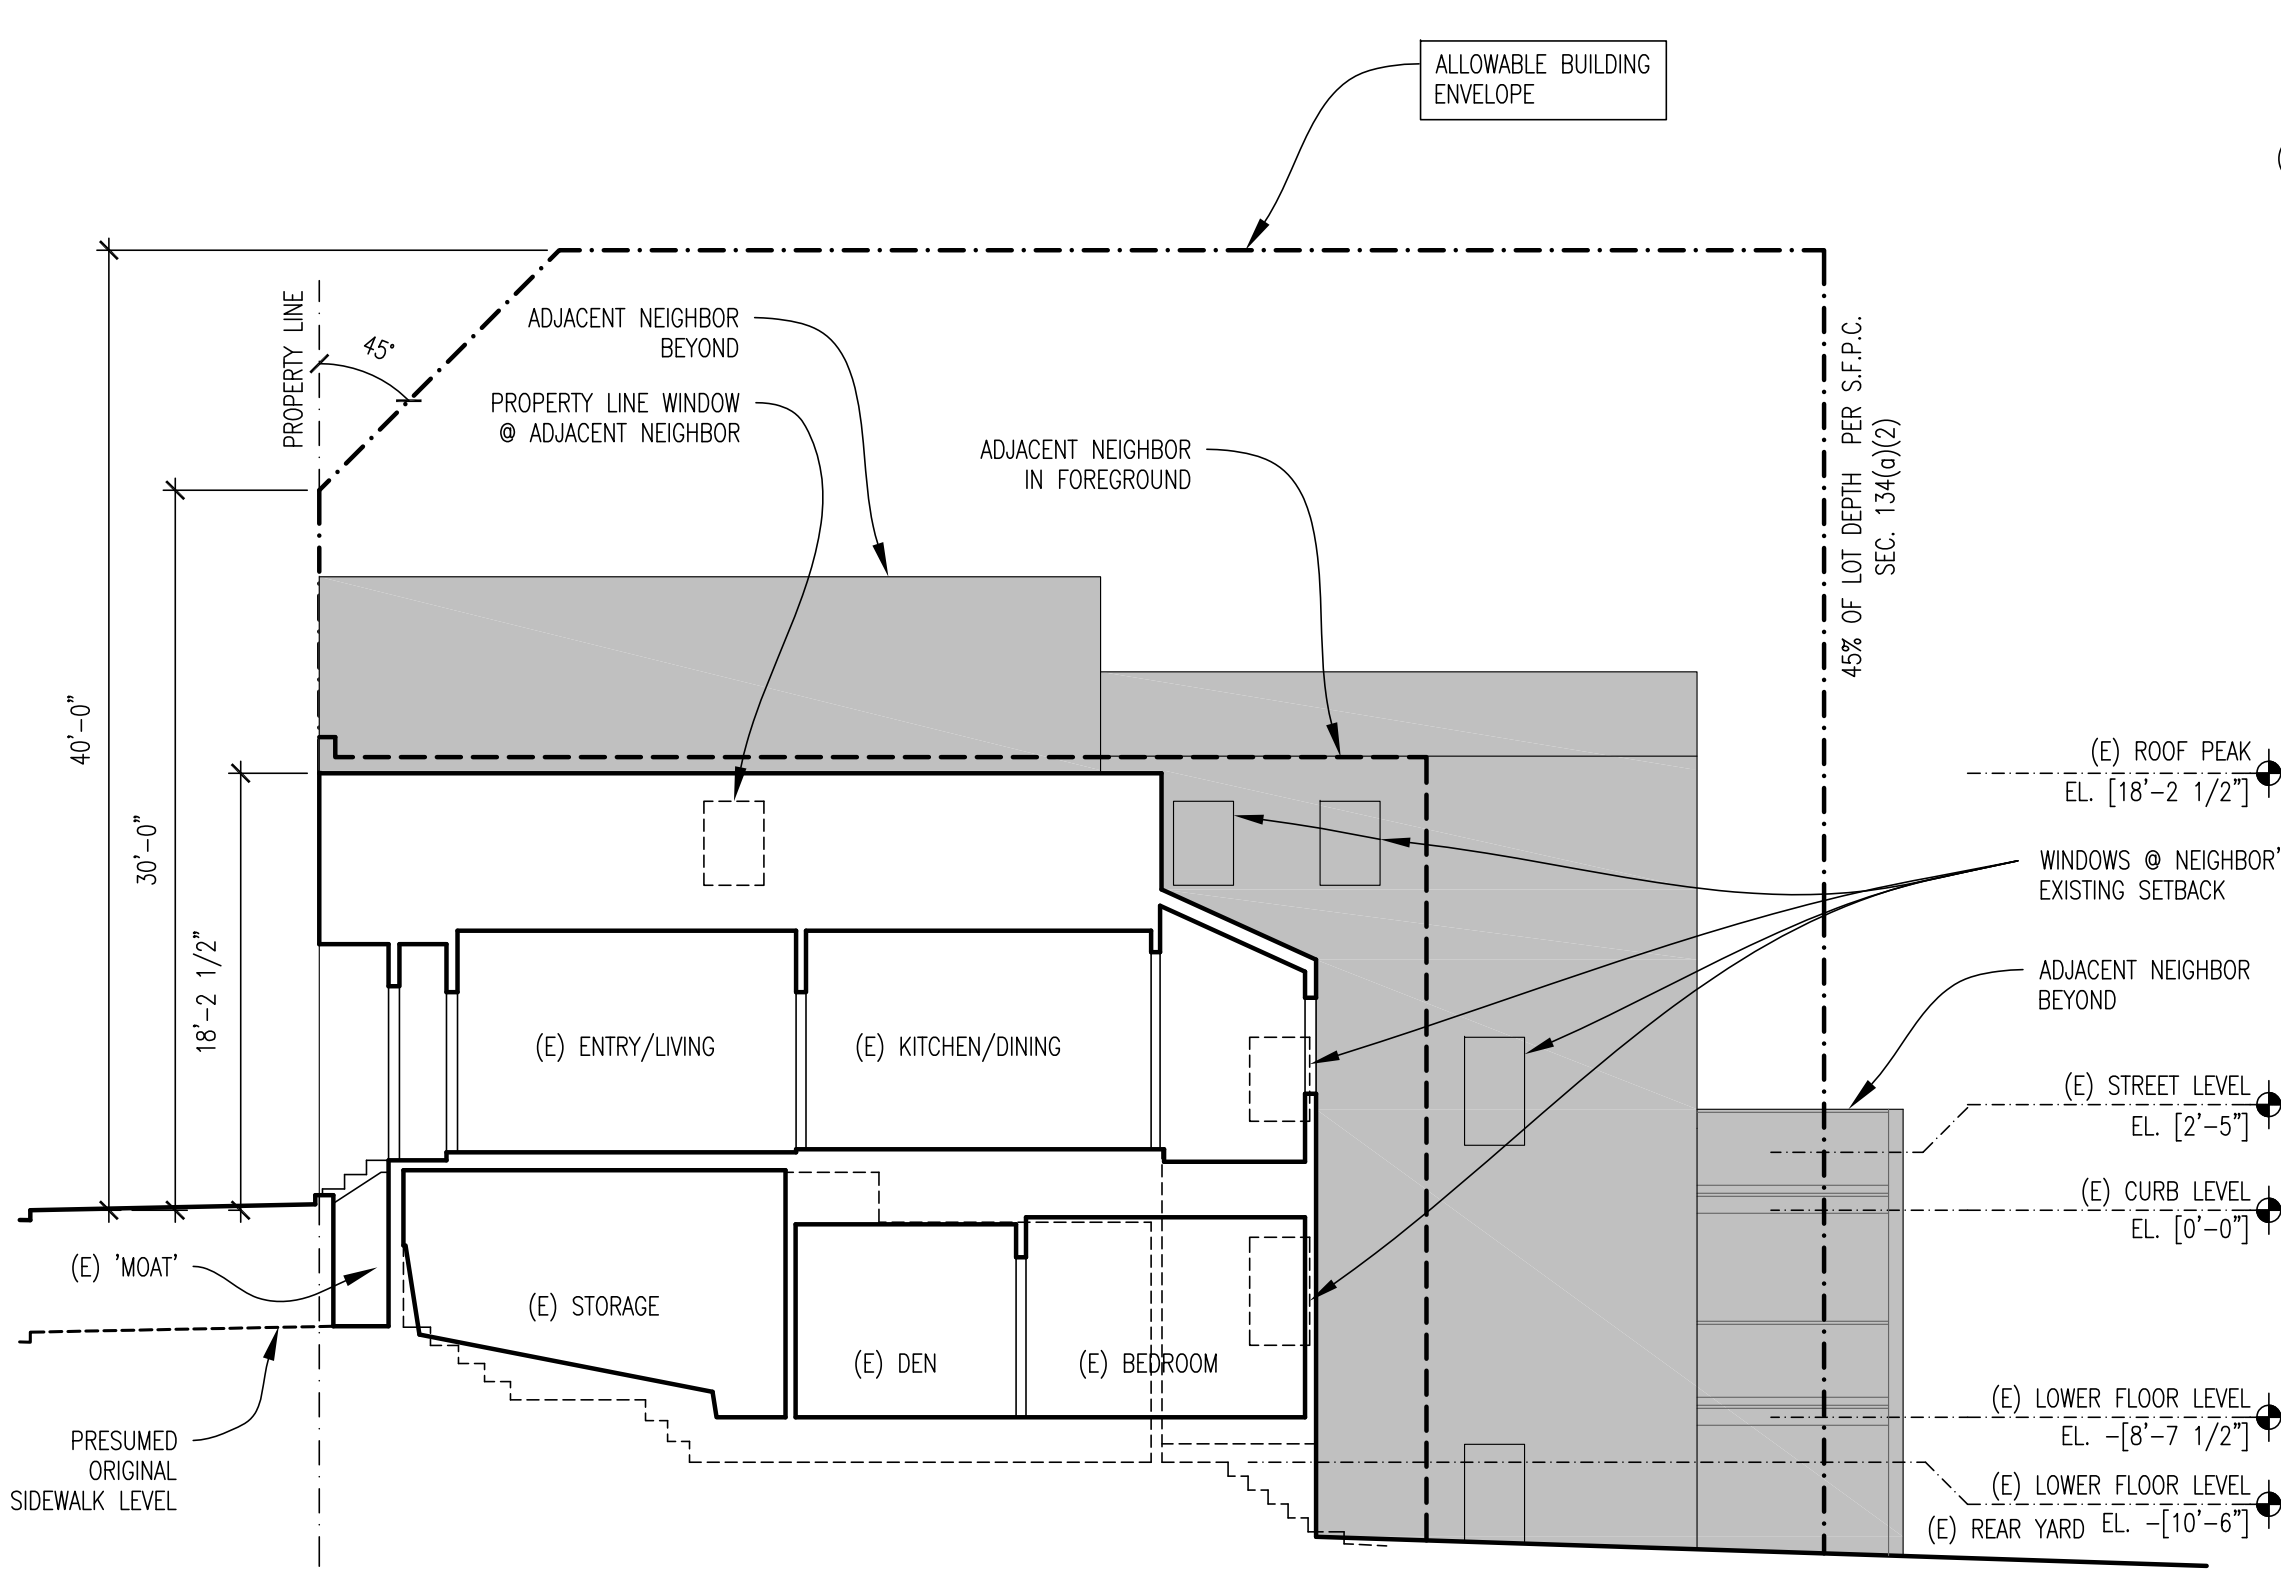 ALLOWABLE BUILDING
ENVELOPE
(
PROPERTY LINE
45°
ADJACENT NEIGHBOR
BEYOND
PROPERTY LINE WINDOW
@ ADJACENT NEIGHBOR
ADJACENT NEIGHBOR
IN FOREGROUND
45% OF LOT DEPTH PER S.F.P.C.
SEC. 134(a)(2)
40'-0"
30'-0"
18'-2 1/2"
(E) ROOF PEAK
EL. [18'-2 1/2"]
WINDOWS @ NEIGHBOR'
EXISTING SETBACK
ADJACENT NEIGHBOR
BEYOND
(E) ENTRY/LIVING
(E) KITCHEN/DINING
(E) STREET LEVEL
EL. [2'-5"]
(E) CURB LEVEL
EL. [0'-0"]
(E) 'MOAT'
(E) STORAGE
(E) DEN
(E) BEDROOM
(E) LOWER FLOOR LEVEL
EL. -[8'-7 1/2"]
PRESUMED
ORIGINAL
SIDEWALK LEVEL
(E) LOWER FLOOR LEVEL
(E) REAR YARD EL. -[10'-6"]